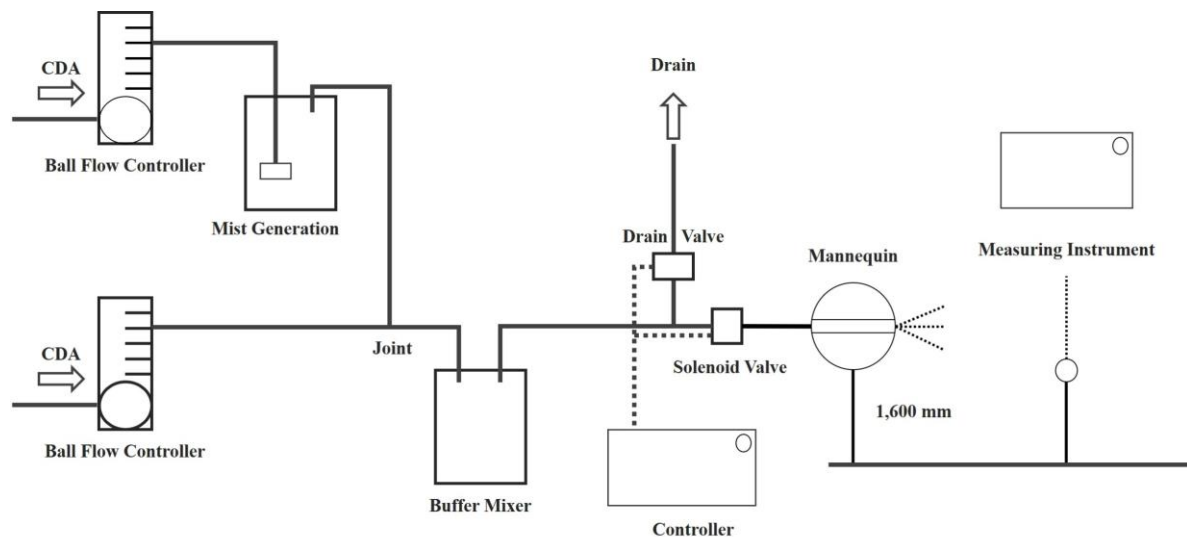 CDA
Ball Flow Controller
Mist Generation
CDA
Ball Flow Controller
Joint
Buffer Mixer
Drain
Drain Valve
Solenoid Valve
Controller
Mannequin
1,600 mm
Measuring Instrument